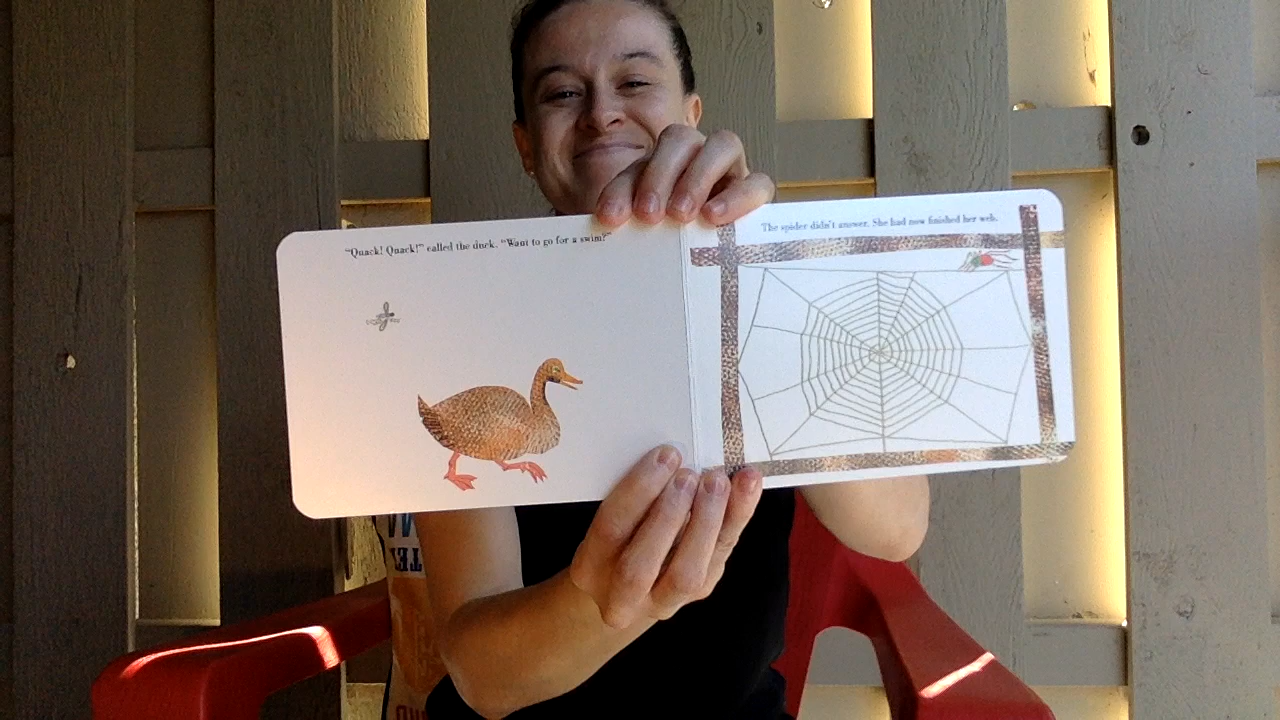 "Quack! Quack!" called the duck. "Want to go for a swim?"
The spider didn't answer. She had now finished her web.